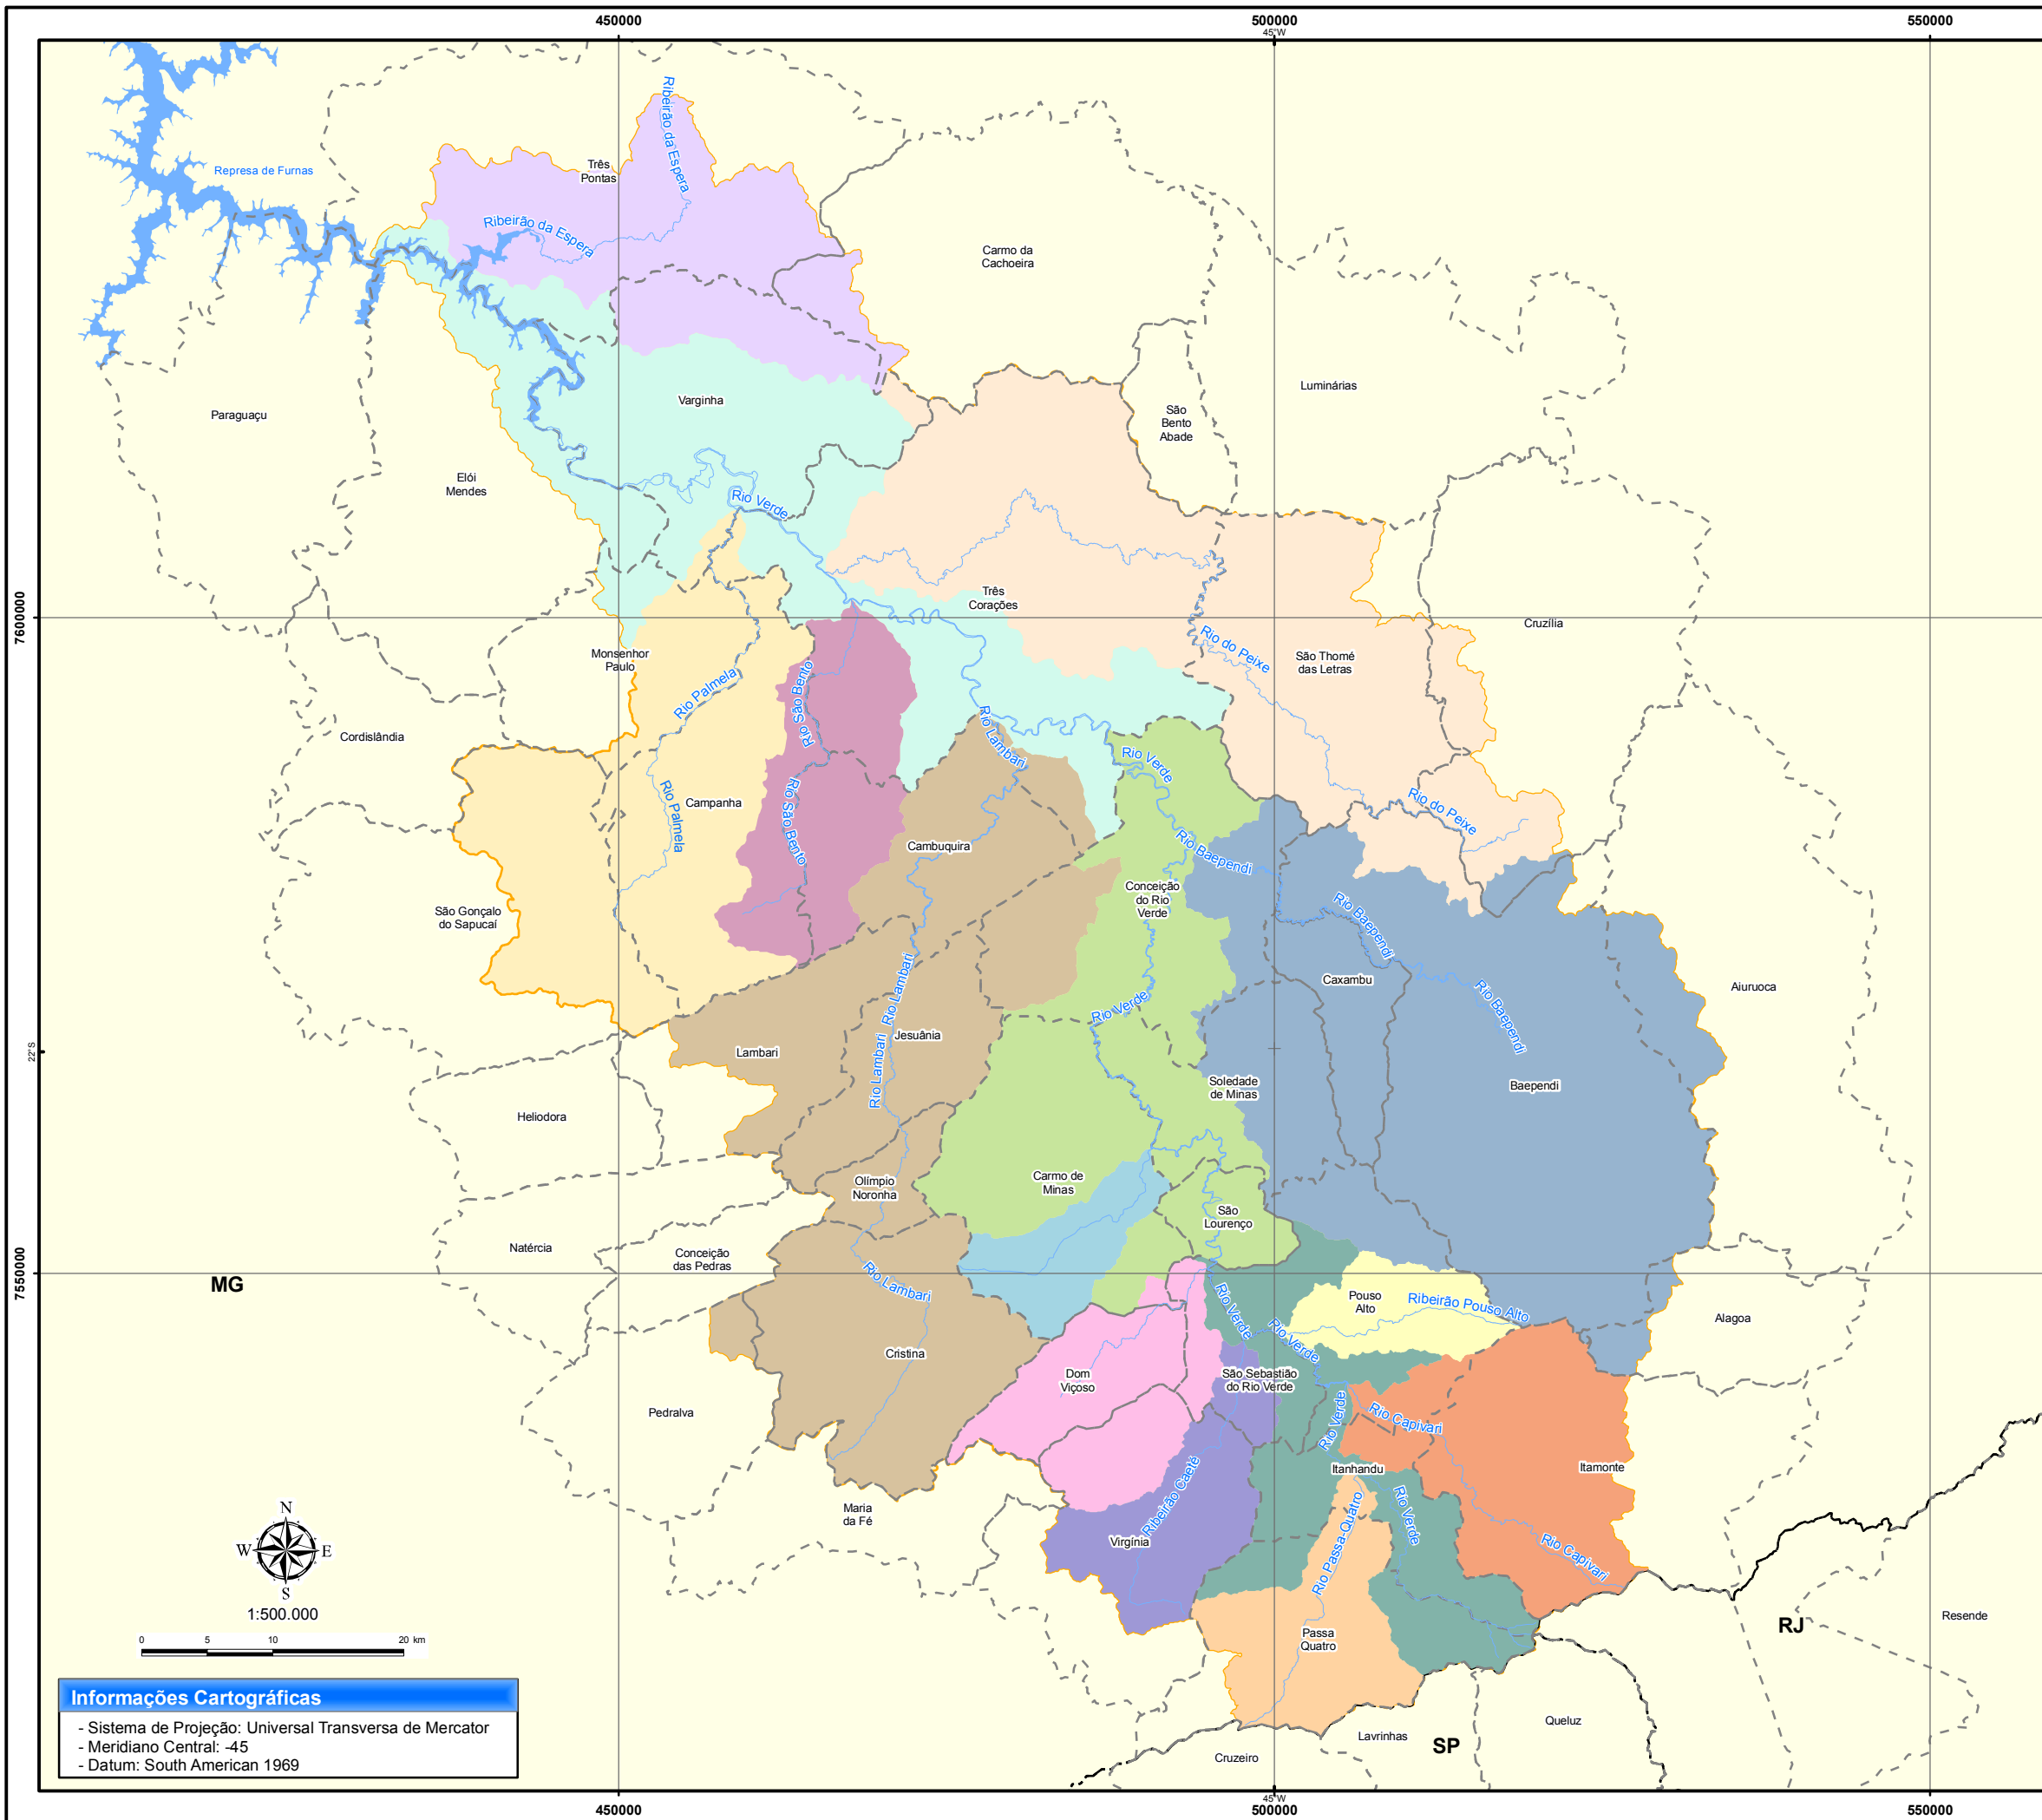 450000
500000
550000
45°W
Ribeirão da Espera
Três
Pontas
Represa de Furnas
Ribeirão da Espera
Carmo da
Cachoeira
Luminárias
Varginha
São
Bento
Abade
Paraguaçu
Elói
Mendes
Rio Verde
7600000
Três
Corações
Cruzília
Rio do Peixe
São Thomé
das Letras
Monsenhor
Paulo
Rio Palmela
Rio São Bento
Cordislândia
Rio Lambari
Rio Verde
Rio Palmela
Campanha
Rio São Bento
Rio do Peixe
Cambuquira
Rio Baependi
Conceição
do Rio
Verde
São Gonçalo
do Sapucaí
Rio Baependi
Rio Lambari
Caxambu
Aiuruoca
Rio Verde
Rio Baependi
Jesuânia
22°S
Lambari
Rio Lambari
Soledade
de Minas
Baependi
Heliodora
Carmo de
Minas
Olímpio
Noronha
São
Lourenço
Natércia
Conceição
das Pedras
7550000
MG
Rio Lambari
Rio Verde
Pouso
Alto
Ribeirão Pouso Alto
Alagoa
Rio Verde
Cristina
Dom
Viçoso
São Sebastião
do Rio Verde
Pedralva
Rio Verde
Rio Capivari
Itanhandu
Itamonte
Ribeirão Caeté
Maria
da Fé
Rio Passa-Quatro
Rio Verde
Virgínia
Rio Capivari
N
W
E
S
1:500.000
0
5
10
20 km
Passa
Quatro
RJ
Resende
Informações Cartográficas
- Sistema de Projeção: Universal Transversa de Mercator
- Meridiano Central: -45
- Datum: South American 1969
Queluz
Lavrinhas
SP
Cruzeiro
45°W
450000
500000
550000